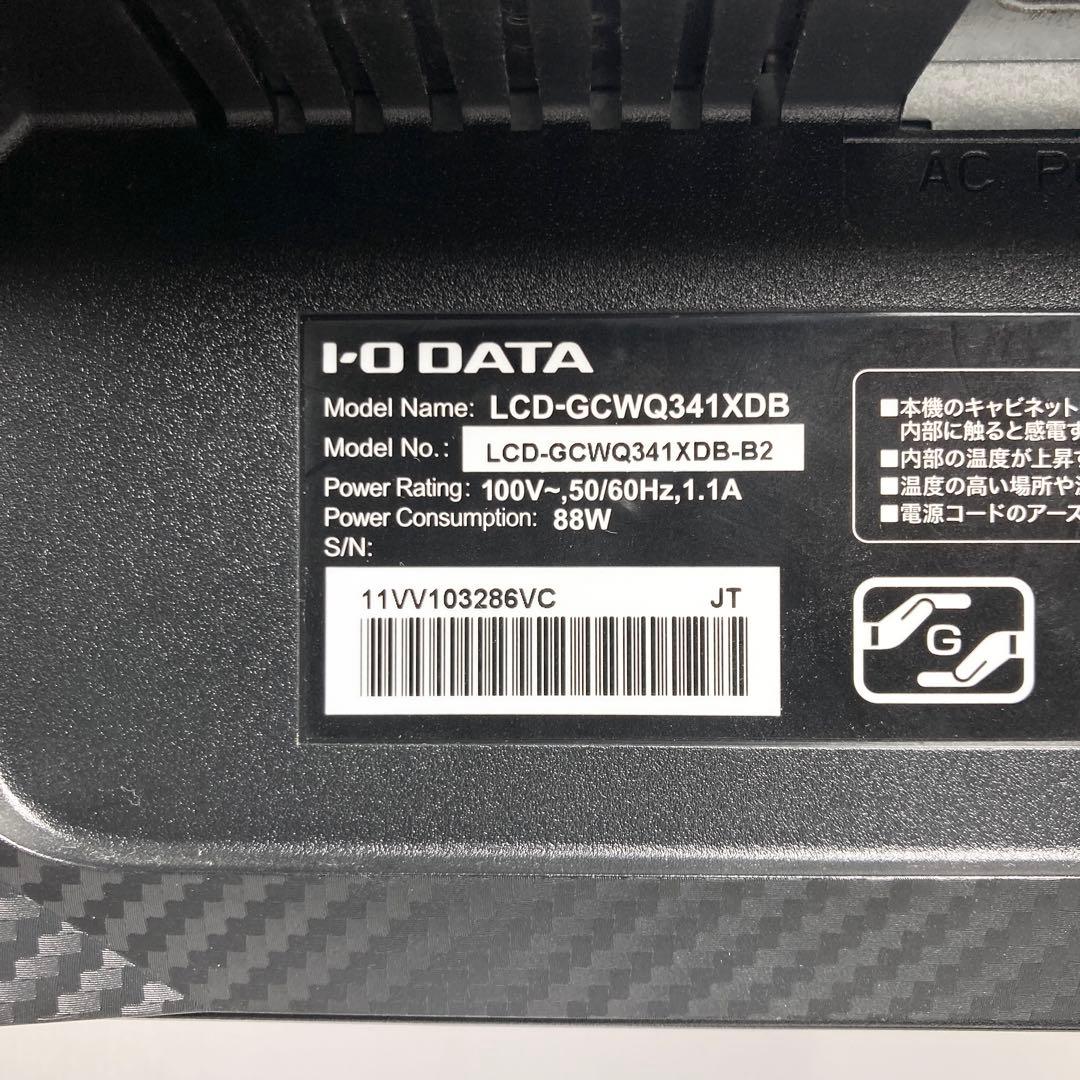 AC P
I-O DATA
Model Name: LCD-GCWQ341XDB
Model No.: LCD-GCWQ341XDB-B2
Power Rating: 100V~,50/60Hz,1.1A
Power Consumption: 88W
S/N:
11VV103286VC JT
■本機のキャビネット
内部に触ると感電す
■内部の温度が上昇
■温度の高い場所や
■電源コードのアース
G